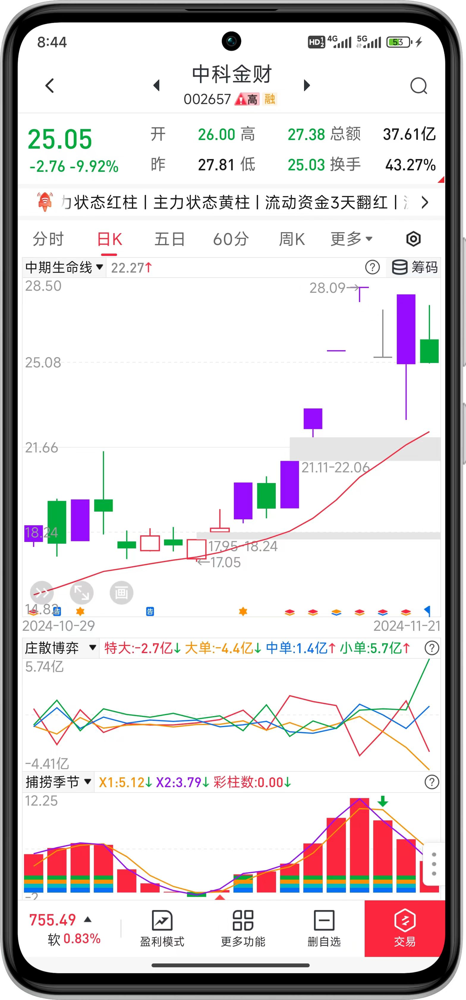 8:44
HD 1 2 4G 5G 53
中科金财
002657 高 融
25.05 开 26.00 高 27.38 总额 37.61亿
-2.76 -9.92% 昨 27.81 低 25.03 换手 43.27%
力状态红柱 | 主力状态黄柱 | 流动资金3天翻红 |
分时 日K 五日 60分 周K 更多
中期生命线 22.27↑ ? 筹码
28.50
28.09→
25.08
21.66
21.11-22.06
18.24
17.95-18.24
←17.05
画
14.82 告 告
2024-10-29 2024-11-21
庄散博弈 特大:-2.7亿↓ 大单:-4.4亿↓ 中单:1.4亿↑ 小单:5.7亿↑ ?
5.74亿
-4.41亿
捕捞季节 X1:5.12↓ X2:3.79↓ 彩柱数:0.00↓ ?
12.25
-2
755.49 ▲
软 0.83%
盈利模式 更多功能 删自选 交易